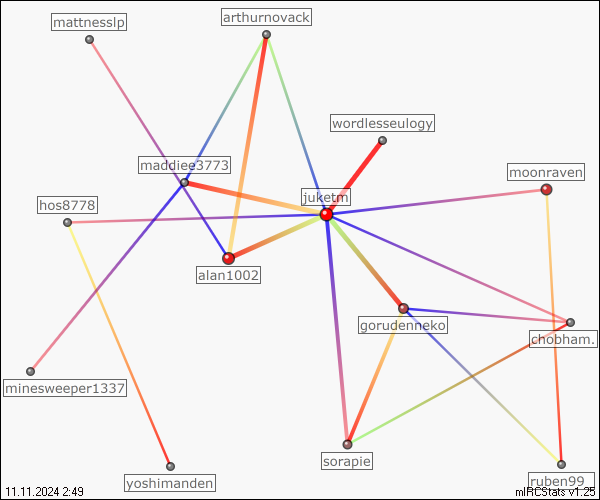 arthurnovack
mattnesslp
wordlesseulogy
maddiee3773
moonraven
juketm
hos8778
alan1002
gorudenneko
chobham.
minesweeper1337
sorapie
yoshimanden
ruben99_
11.11.2024 2:49
mIRCStats v1.25